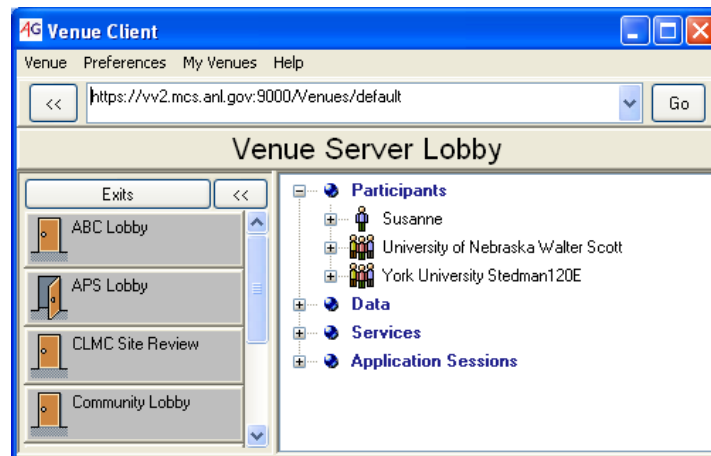 AG Venue Client
Venue Preferences My Venues Help
<< https://vv2.mcs.anl.gov:9000/Venues/default Go
Venue Server Lobby
Exits <<
ABC Lobby
APS Lobby
CLMC Site Review
Community Lobby
Participants
Susanne
University of Nebraska Walter Scott
York University Stedman120E
Data
Services
Application Sessions